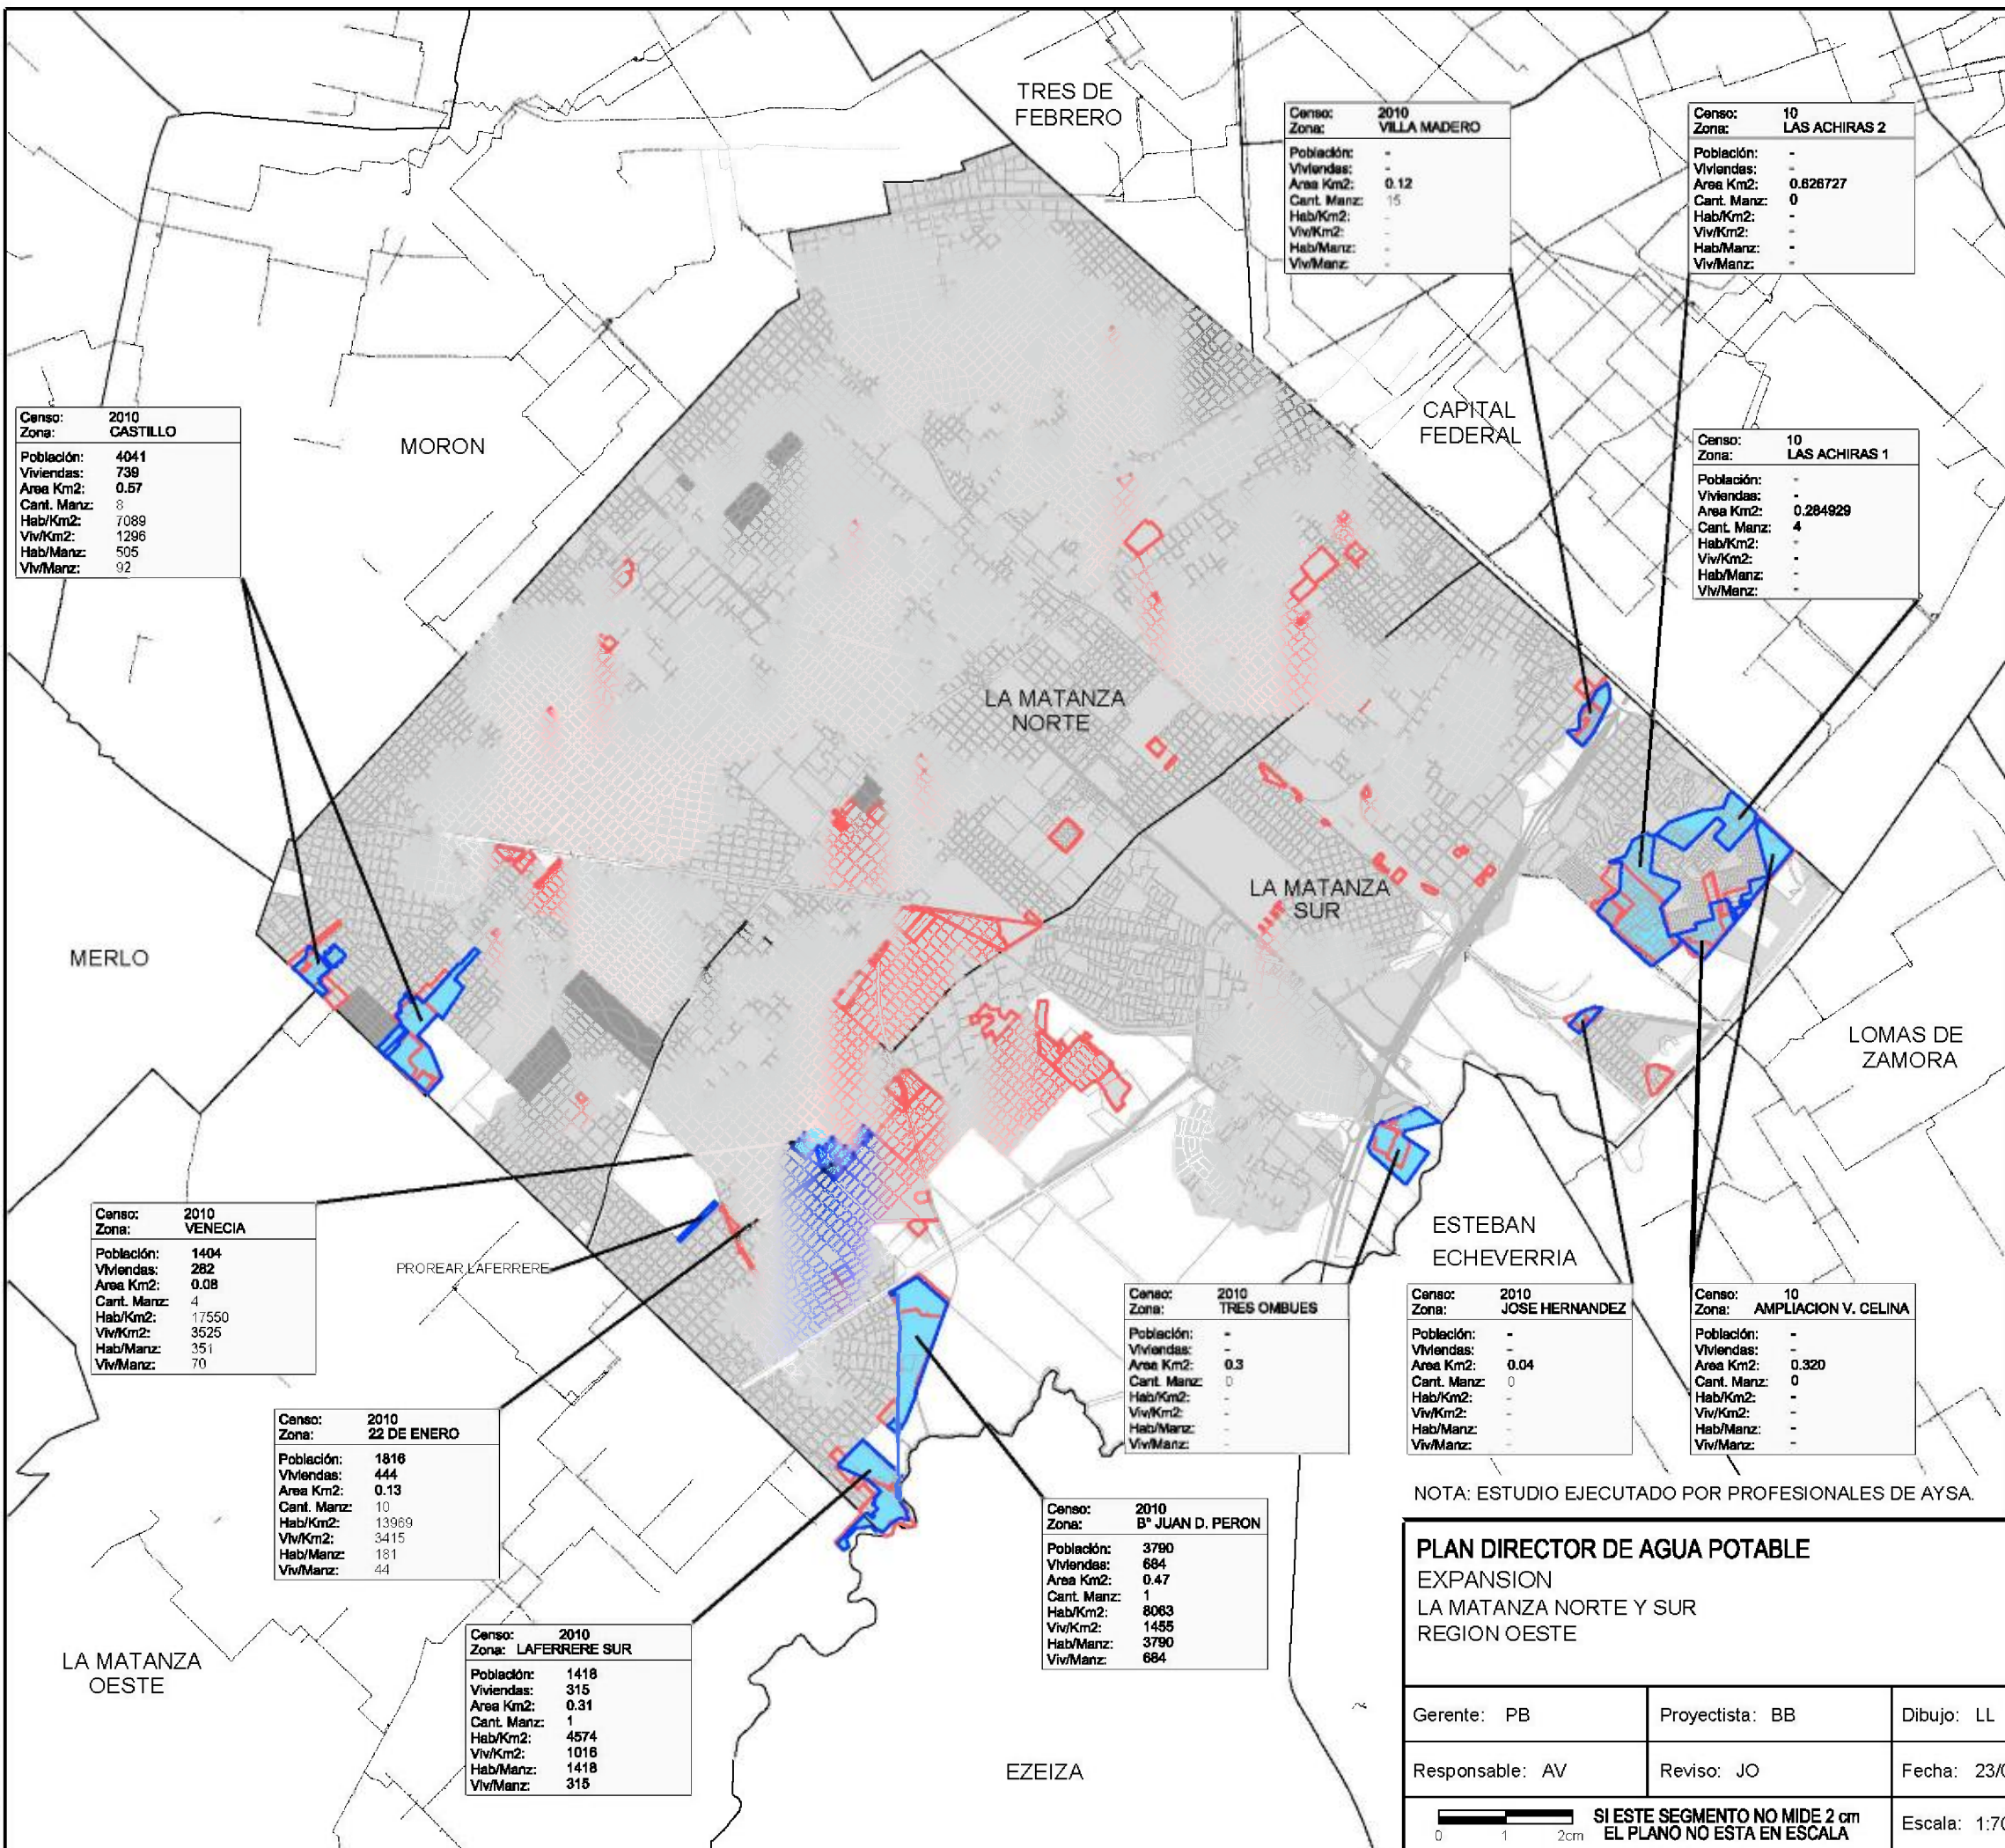 TRES DE
FEBRERO
Censo: 2010
Zona: VILLA MADERO
Población: -
Viviendas: -
Area Km2: 0.12
Cant. Manz: 15
Hab/Km2: -
Viv/Km2: -
Hab/Manz: -
Viv/Manz: -
Censo: 10
Zona: LAS ACHIRAS 2
Población: -
Viviendas: -
Area Km2: 0.626727
Cant. Manz: 0
Hab/Km2: -
Viv/Km2: -
Hab/Manz: -
Viv/Manz: -
Censo: 2010
Zona: CASTILLO
Población: 4041
Viviendas: 739
Area Km2: 0.57
Cant. Manz: 8
Hab/Km2: 7089
Viv/Km2: 1296
Hab/Manz: 505
Viv/Manz: 92
MORON
CAPITAL
FEDERAL
Censo: 10
Zona: LAS ACHIRAS 1
Población: -
Viviendas: -
Area Km2: 0.284929
Cant. Manz: 4
Hab/Km2: -
Viv/Km2: -
Hab/Manz: -
Viv/Manz: -
LA MATANZA
NORTE
LA MATANZA
SUR
MERLO
LOMAS DE
ZAMORA
Censo: 2010
Zona: VENECIA
Población: 1404
Viviendas: 282
Area Km2: 0.08
Cant. Manz: 4
Hab/Km2: 17550
Viv/Km2: 3525
Hab/Manz: 351
Viv/Manz: 70
PROREAR LAFERRERE
ESTEBAN
ECHEVERRIA
Censo: 2010
Zona: TRES OMBUES
Población: -
Viviendas: -
Area Km2: 0.3
Cant. Manz: 0
Hab/Km2: -
Viv/Km2: -
Hab/Manz: -
Viv/Manz: -
Censo: 2010
Zona: JOSE HERNANDEZ
Población: -
Viviendas: -
Area Km2: 0.04
Cant. Manz: 0
Hab/Km2: -
Viv/Km2: -
Hab/Manz: -
Viv/Manz: -
Censo: 10
Zona: AMPLIACION V. CELINA
Población: -
Viviendas: -
Area Km2: 0.320
Cant. Manz: 0
Hab/Km2: -
Viv/Km2: -
Hab/Manz: -
Viv/Manz: -
Censo: 2010
Zona: 22 DE ENERO
Población: 1816
Viviendas: 444
Area Km2: 0.13
Cant. Manz: 10
Hab/Km2: 13969
Viv/Km2: 3415
Hab/Manz: 181
Viv/Manz: 44
Censo: 2010
Zona: B° JUAN D. PERON
Población: 3790
Viviendas: 684
Area Km2: 0.47
Cant. Manz: 1
Hab/Km2: 8063
Viv/Km2: 1455
Hab/Manz: 3790
Viv/Manz: 684
Censo: 2010
Zona: LAFERRERE SUR
Población: 1418
Viviendas: 315
Area Km2: 0.31
Cant. Manz: 1
Hab/Km2: 4574
Viv/Km2: 1016
Hab/Manz: 1418
Viv/Manz: 315
LA MATANZA
OESTE
EZEIZA
NOTA: ESTUDIO EJECUTADO POR PROFESIONALES DE AYSA.
PLAN DIRECTOR DE AGUA POTABLE
EXPANSION
LA MATANZA NORTE Y SUR
REGION OESTE
Gerente: PB
Proyectista: BB
Dibujo: LL
Responsable: AV
Reviso: JO
Fecha: 23/0
0 1 2cm
SI ESTE SEGMENTO NO MIDE 2 cm
EL PLANO NO ESTA EN ESCALA
Escala: 1:70